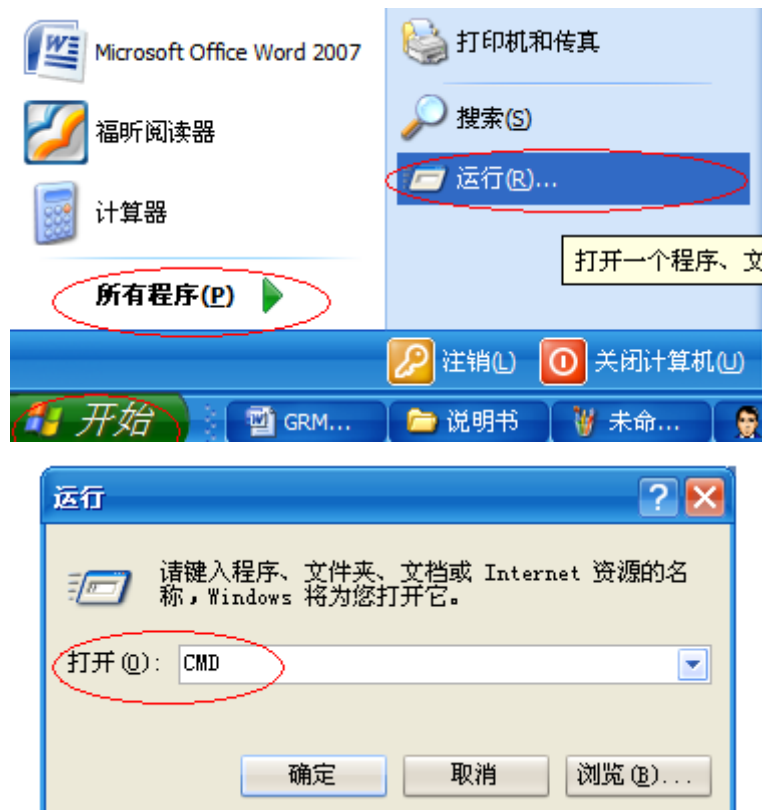 Microsoft Office Word 2007
福昕阅读器
计算器
所有程序(P)
打印机和传真
搜索(S)
运行(R)...
打开一个程序、文
注销(L)
关闭计算机(U)
开始
GRM...
说明书
未命...
运行
请键入程序、文件夹、文档或 Internet 资源的名
称，Windows 将为您打开它。
打开(O): CMD
确定
取消
浏览(B)...